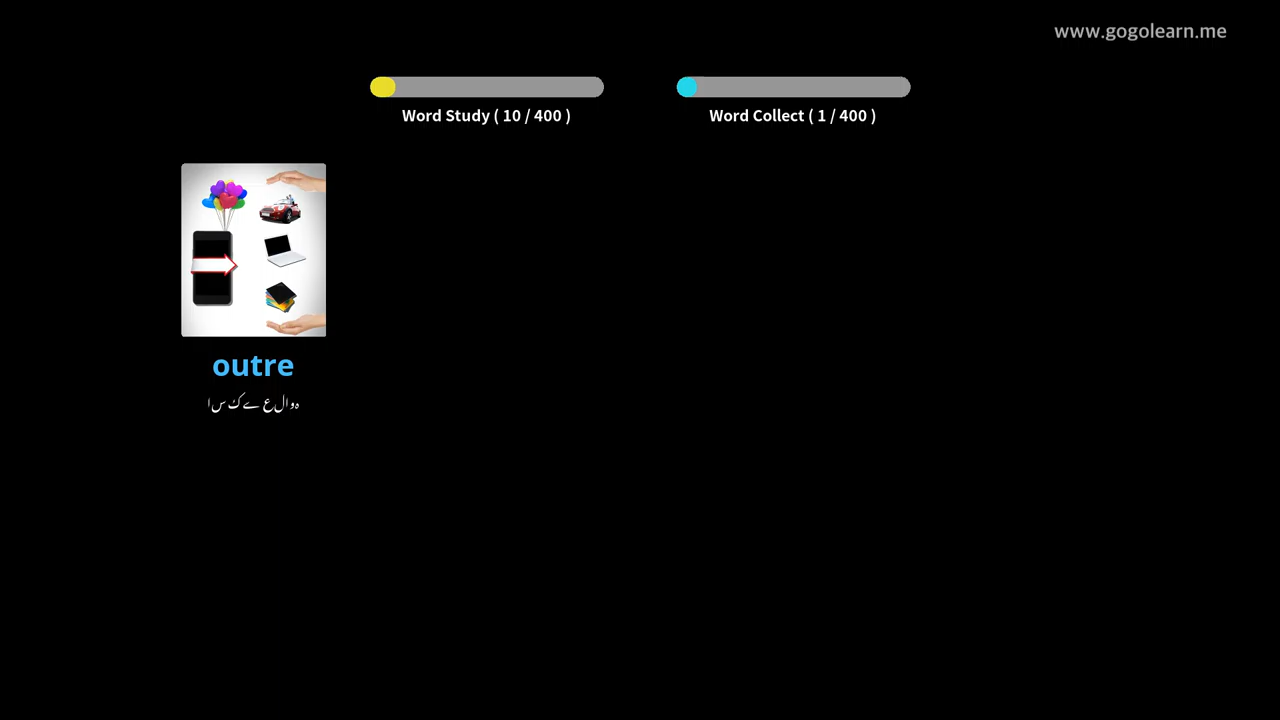 www.gogolearn.me
Word Study ( 10 / 400 )
Word Collect ( 1 / 400 )
outre
اس کے علاوہ